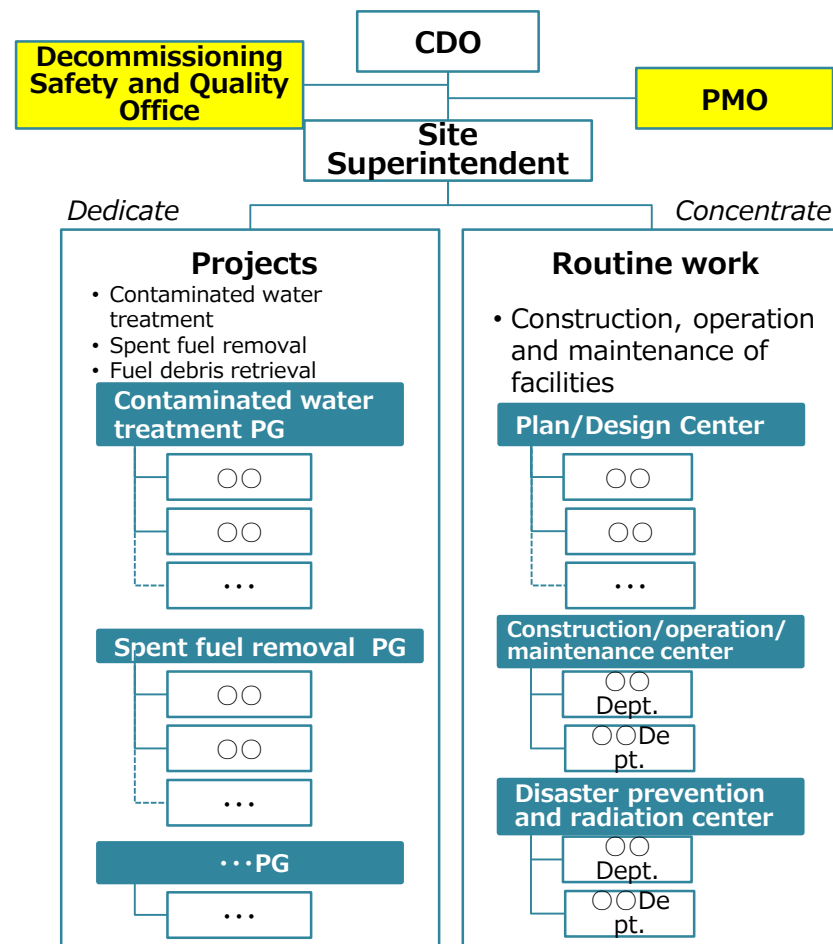 CDO
Decommissioning
Safety and Quality
Office
PMO
Site
Superintendent
Dedicate
Concentrate
Projects
• Contaminated water
treatment
• Spent fuel removal
• Fuel debris retrieval
Contaminated water
treatment PG
○○
○○
･･･
Spent fuel removal PG
○○
○○
･･･
･･･PG
･･･
Routine work
• Construction, operation
and maintenance of
facilities
Plan/Design Center
○○
○○
･･･
Construction/operation/
maintenance center
○○
Dept.
○○De
pt.
Disaster prevention
and radiation center
○○
Dept.
○○De
pt.